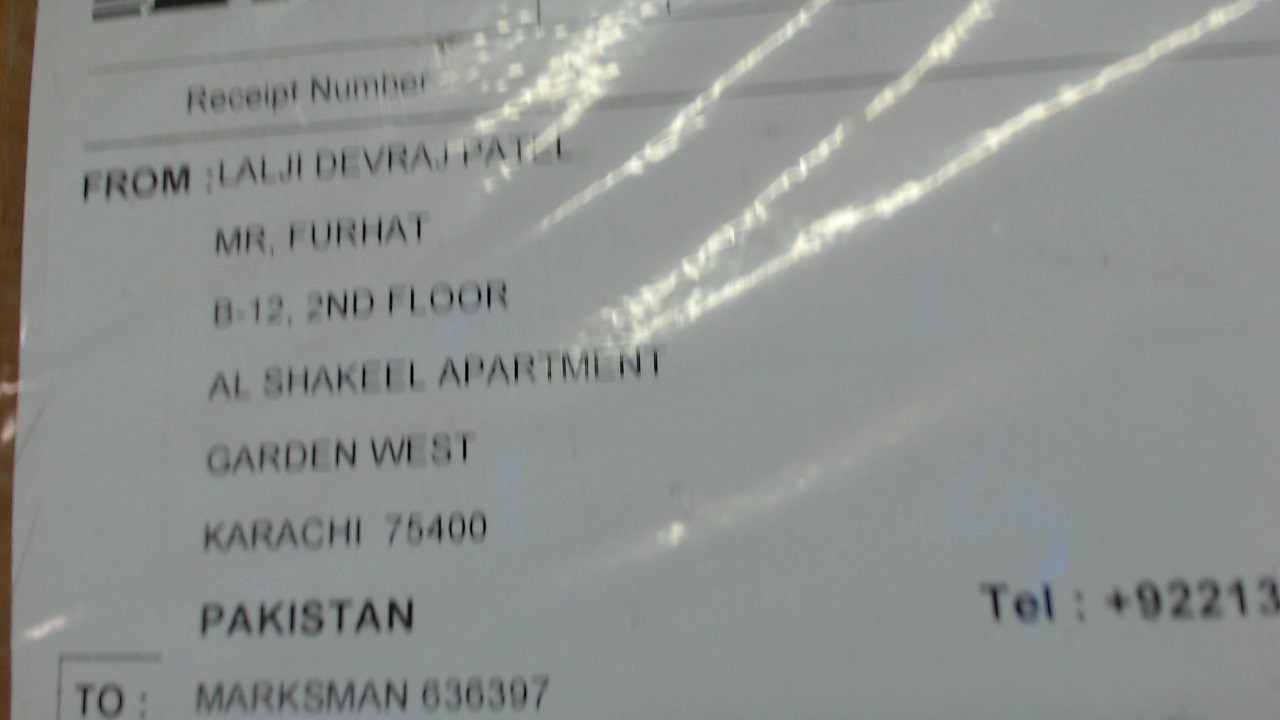 Receipt Number
FROM : LALJI DEVRAJ PATEL
MR, FURHAT
B-12, 2ND FLOOR
AL SHAKEEL APARTMENT
GARDEN WEST
KARACHI 75400
PAKISTAN
Tel : +92213
TO : MARKSMAN 636397